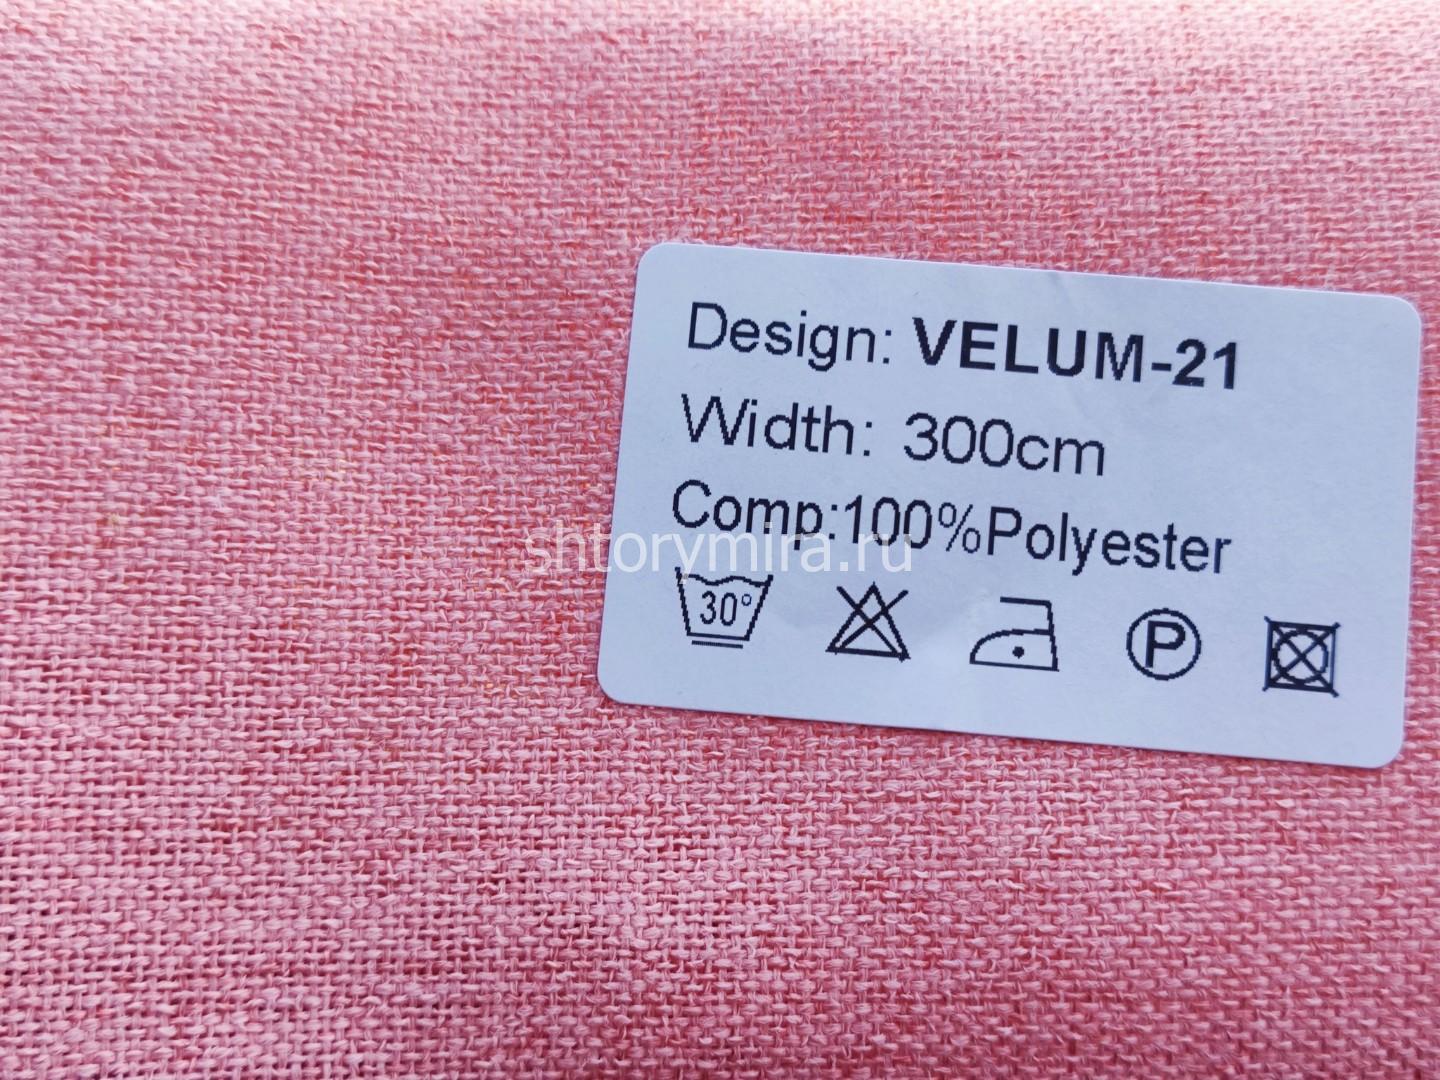 Design: VELUM-21
Width: 300cm
Comp:100%Polyester
shtorymira.ru
30°
P